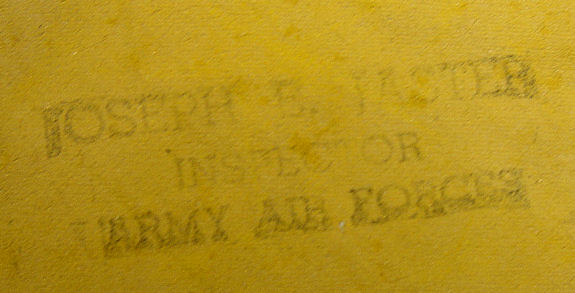 JOSEPH E.
INSPECTOR
ARMY AIR FORCES